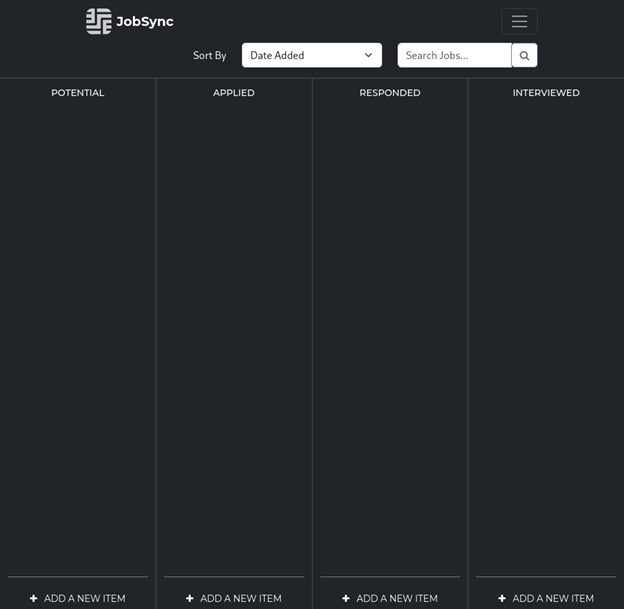 JobSync
Sort By Date Added Search Jobs...
POTENTIAL APPLIED RESPONDED INTERVIEWED
ADD A NEW ITEM ADD A NEW ITEM ADD A NEW ITEM ADD A NEW ITEM